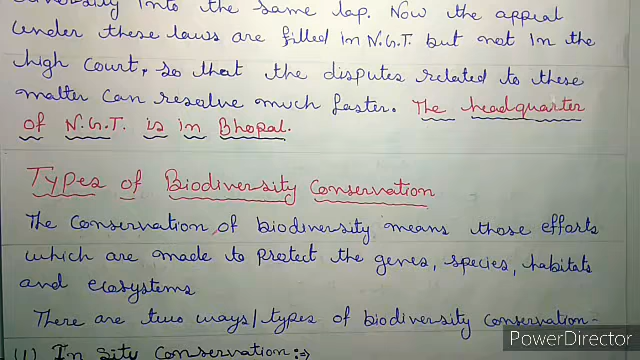 into the same lap. Now the appeal
under these laws are filled in N.G.T. but not in the
high court, so that the disputes related to these
matter can resolve much faster. The headquarter
of N.G.T. is in Bhopal.
Types of Biodiversity Conservation
The Conservation of biodiversity means those efforts
which are made to protect the genes, species, habitats
and ecosystems
There are two ways/types of biodiversity conservation:-
(1) In sity Conservation:→
PowerDirector